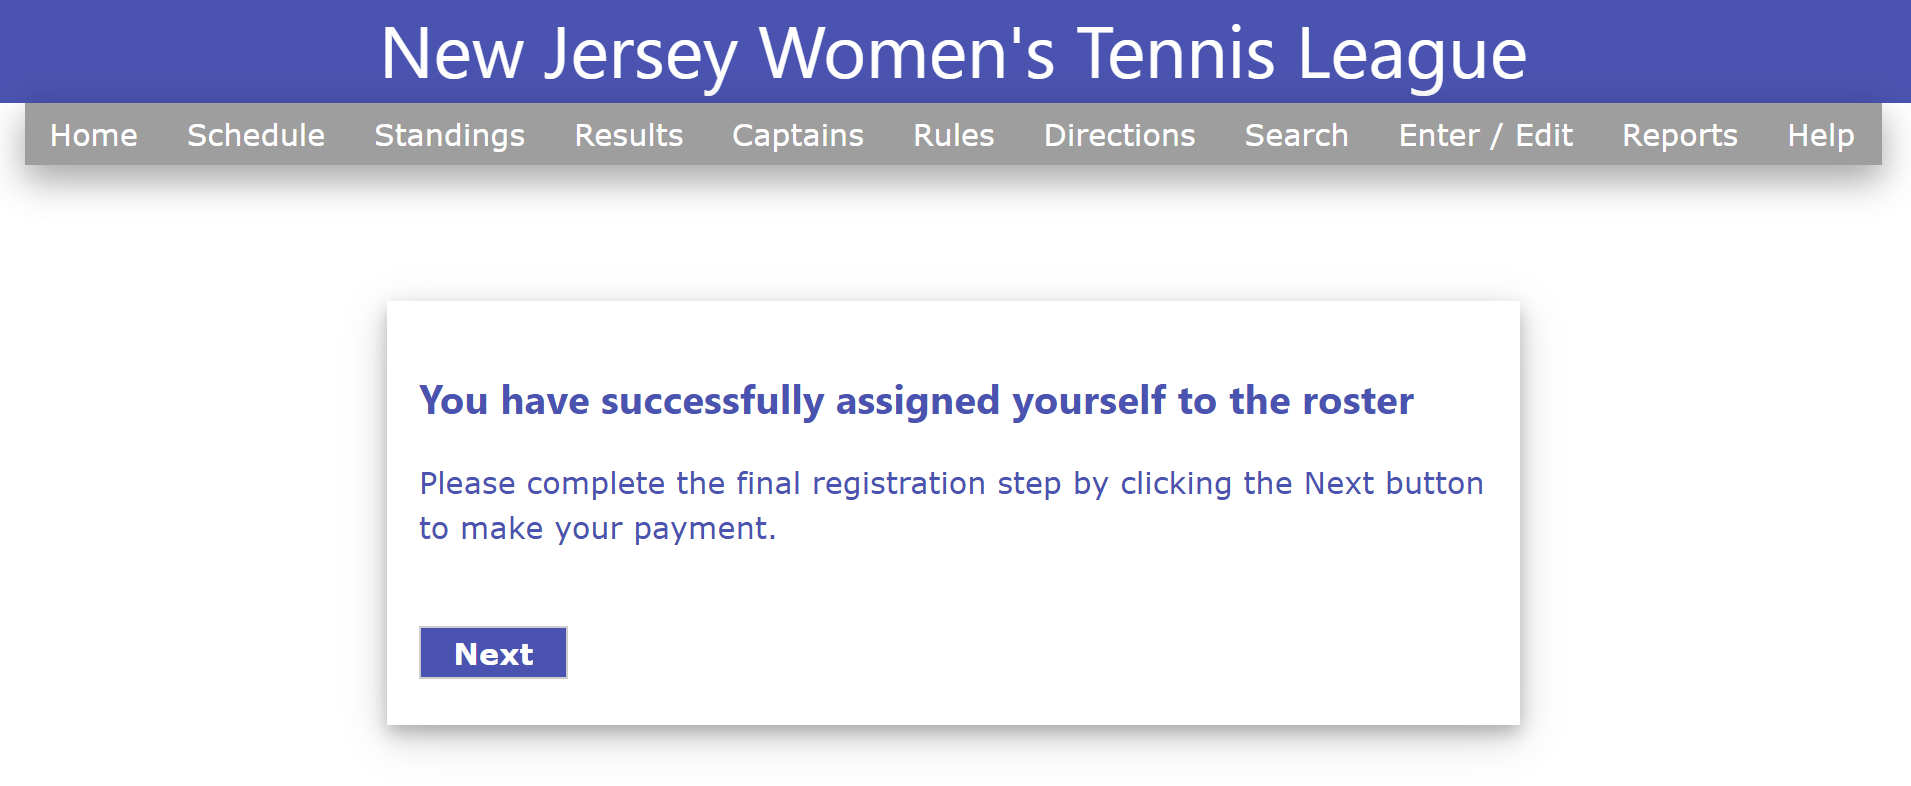 New Jersey Women's Tennis League
Home Schedule Standings Results Captains Rules Directions Search Enter / Edit Reports Help
You have successfully assigned yourself to the roster
Please complete the final registration step by clicking the Next button
to make your payment.
Next